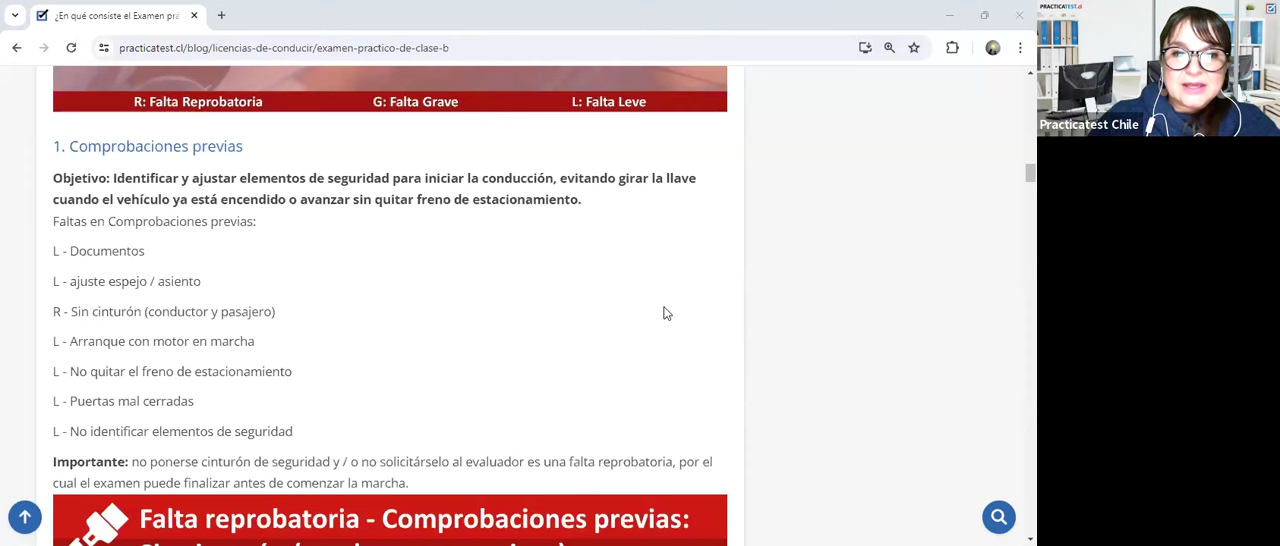 ¿En qué consiste el Examen prá
practicatest.cl/blog/licencias-de-conducir/examen-practico-de-clase-b
PRACTICATEST.cl
Practicatest Chile
R: Falta Reprobatoria G: Falta Grave L: Falta Leve
1. Comprobaciones previas
Objetivo: Identificar y ajustar elementos de seguridad para iniciar la conducción, evitando girar la llave
cuando el vehículo ya está encendido o avanzar sin quitar freno de estacionamiento.
Faltas en Comprobaciones previas:
L - Documentos
L - ajuste espejo / asiento
R - Sin cinturón (conductor y pasajero)
L - Arranque con motor en marcha
L - No quitar el freno de estacionamiento
L - Puertas mal cerradas
L - No identificar elementos de seguridad
Importante: no ponerse cinturón de seguridad y / o no solicitárselo al evaluador es una falta reprobatoria, por el
cual el examen puede finalizar antes de comenzar la marcha.
Falta reprobatoria - Comprobaciones previas: